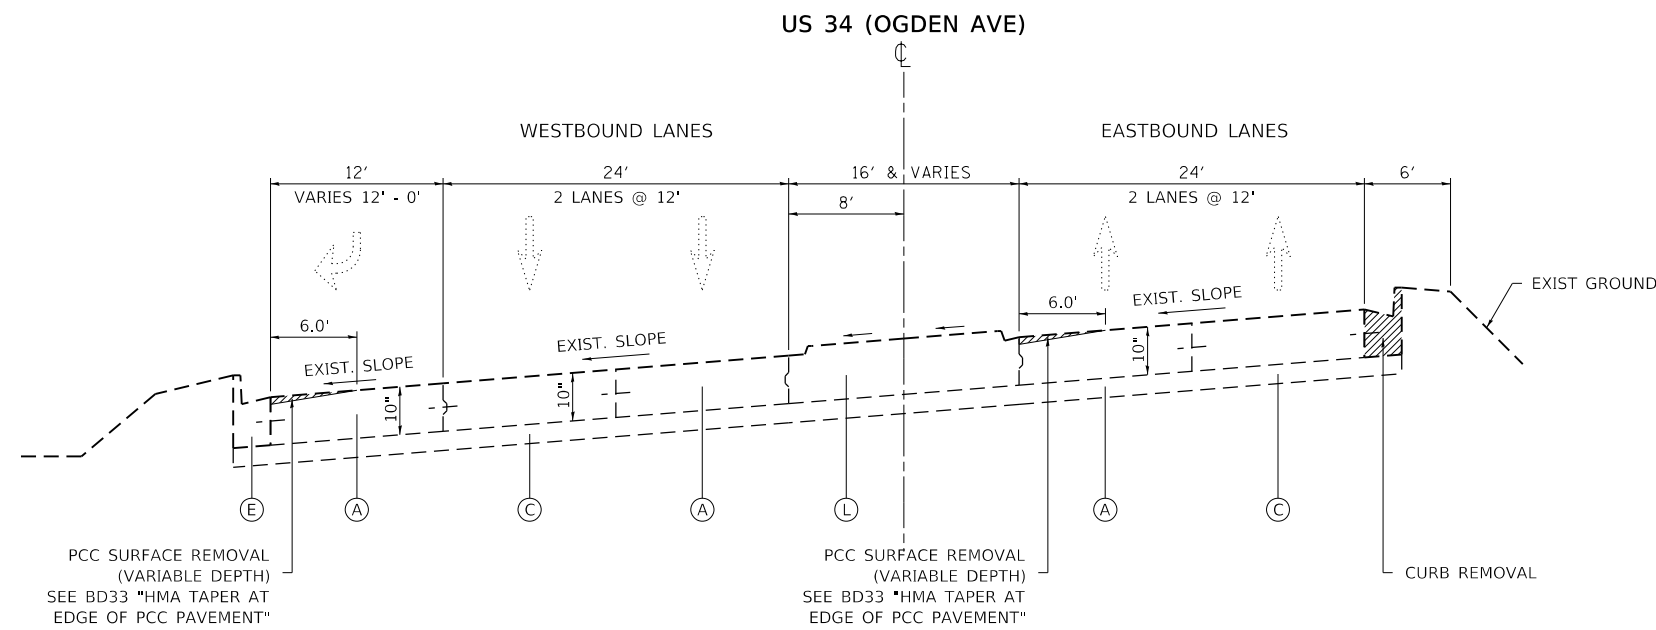 US 34 (OGDEN AVE)
℄
WESTBOUND LANES
EASTBOUND LANES
12'
24'
16' & VARIES
24'
6'
VARIES 12' - 0'
2 LANES @ 12'
8'
2 LANES @ 12'
EXIST GROUND
6.0'
EXIST. SLOPE
6.0'
EXIST. SLOPE
EXIST. SLOPE
10"
10"
10"
E
A
C
A
L
A
C
PCC SURFACE REMOVAL
(VARIABLE DEPTH)
SEE BD33 "HMA TAPER AT
EDGE OF PCC PAVEMENT"
PCC SURFACE REMOVAL
(VARIABLE DEPTH)
SEE BD33 "HMA TAPER AT
EDGE OF PCC PAVEMENT"
CURB REMOVAL